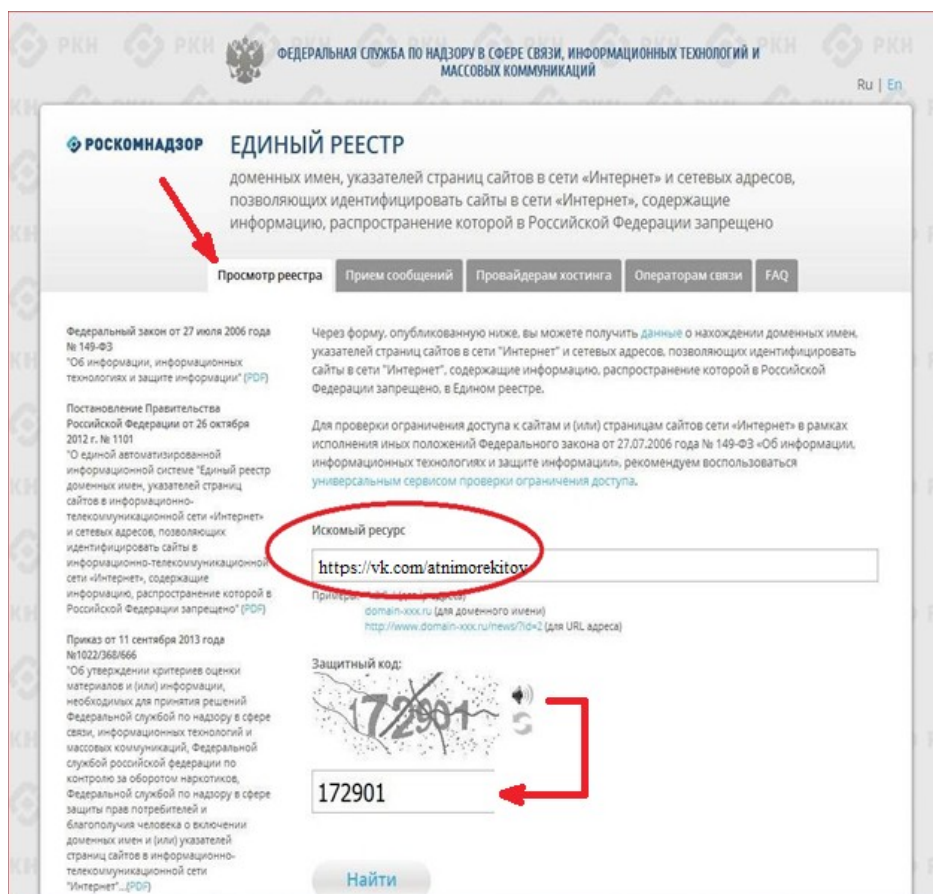 ФЕДЕРАЛЬНАЯ СЛУЖБА ПО НАДЗОРУ В СФЕРЕ СВЯЗИ, ИНФОРМАЦИОННЫХ ТЕХНОЛОГИЙ И
МАССОВЫХ КОММУНИКАЦИЙ
Ru | En
РОСКОМНАДЗОР
ЕДИНЫЙ РЕЕСТР
доменных имен, указателей страниц сайтов в сети «Интернет» и сетевых адресов,
позволяющих идентифицировать сайты в сети «Интернет», содержащие
информацию, распространение которой в Российской Федерации запрещено
Просмотр реестра Прием сообщений Провайдерам хостинга Операторам связи FAQ
Федеральный закон от 27 июля 2006 года
№ 149-ФЗ
"Об информации, информационных
технологиях и защите информации" (PDF)
Постановление Правительства
Российской Федерации от 26 октября
2012 г. № 1101
"О единой автоматизированной
информационной системе "Единый реестр
доменных имен, указателей страниц
сайтов в информационно-
телекоммуникационной сети «Интернет»
и сетевых адресов, позволяющих
идентифицировать сайты в
информационно-телекоммуникационной
сети «Интернет», содержащие
информацию, распространение которой в
Российской Федерации запрещено" (PDF)
Приказ от 11 сентября 2013 года
№1022/368/666
"Об утверждении критериев оценки
материалов и (или) информации,
необходимых для принятия решений
Федеральной службой по надзору в сфере
связи, информационных технологий и
массовых коммуникаций, Федеральной
службой российской федерации по
контролю за оборотом наркотиков,
Федеральной службой по надзору в сфере
защиты прав потребителей и
благополучия человека о включении
доменных имен и (или) указателей
страниц сайтов в информационно-
телекоммуникационной сети
"Интернет"...(PDF)
Через форму, опубликованную ниже, вы можете получить данные о нахождении доменных имен,
указателей страниц сайтов в сети "Интернет" и сетевых адресов, позволяющих идентифицировать
сайты в сети "Интернет", содержащие информацию, распространение которой в Российской
Федерации запрещено, в Едином реестре.
Для проверки ограничения доступа к сайтам и (или) страницам сайтов сети «Интернет» в рамках
исполнения иных положений Федерального закона от 27.07.2006 года № 149-ФЗ «Об информации,
информационных технологиях и защите информации», рекомендуем воспользоваться
универсальным сервисом проверки ограничения доступа.
Искомый ресурс
https://vk.com/atnimorekitov
domain-xxx.ru (для доменного имени)
http://www.domain-xxx.ru/news/?id=2 (для URL адреса)
Защитный код:
172901
172901
Найти